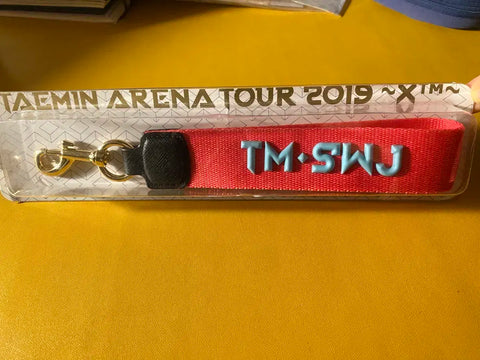 TAEMIN ARENA TOUR 2019 ~X™~
TM·SWJ